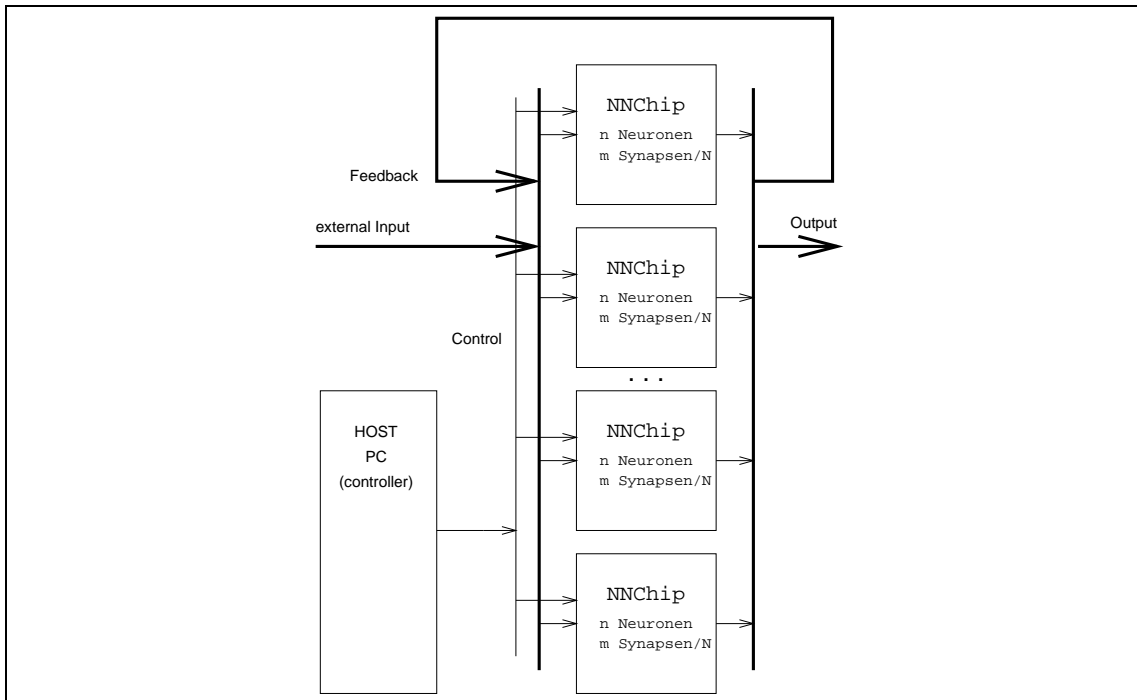 NNChip
n Neuronen
m Synapsen/N
Feedback
external Input
Output
NNChip
n Neuronen
m Synapsen/N
Control
. . .
HOST
PC
(controller)
NNChip
n Neuronen
m Synapsen/N
NNChip
n Neuronen
m Synapsen/N